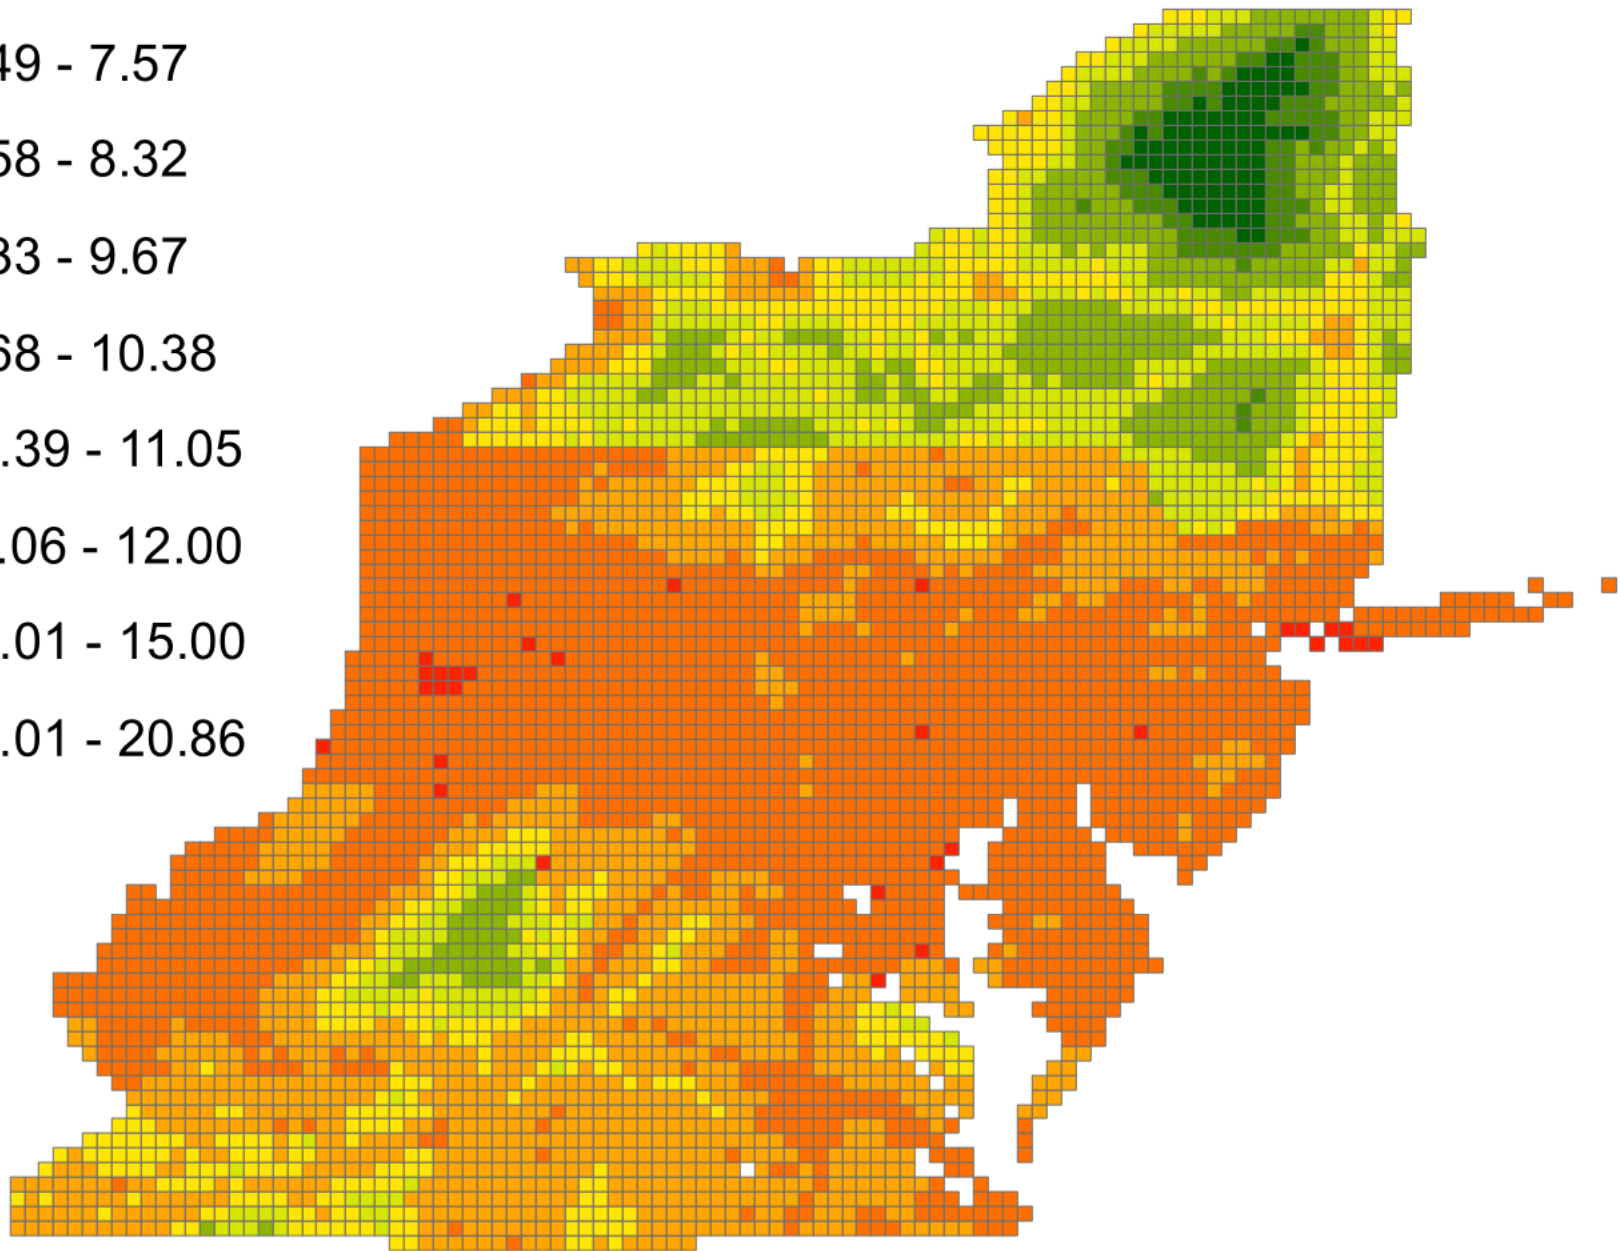 49 - 7.57
58 - 8.32
33 - 9.67
68 - 10.38
.39 - 11.05
.06 - 12.00
.01 - 15.00
.01 - 20.86